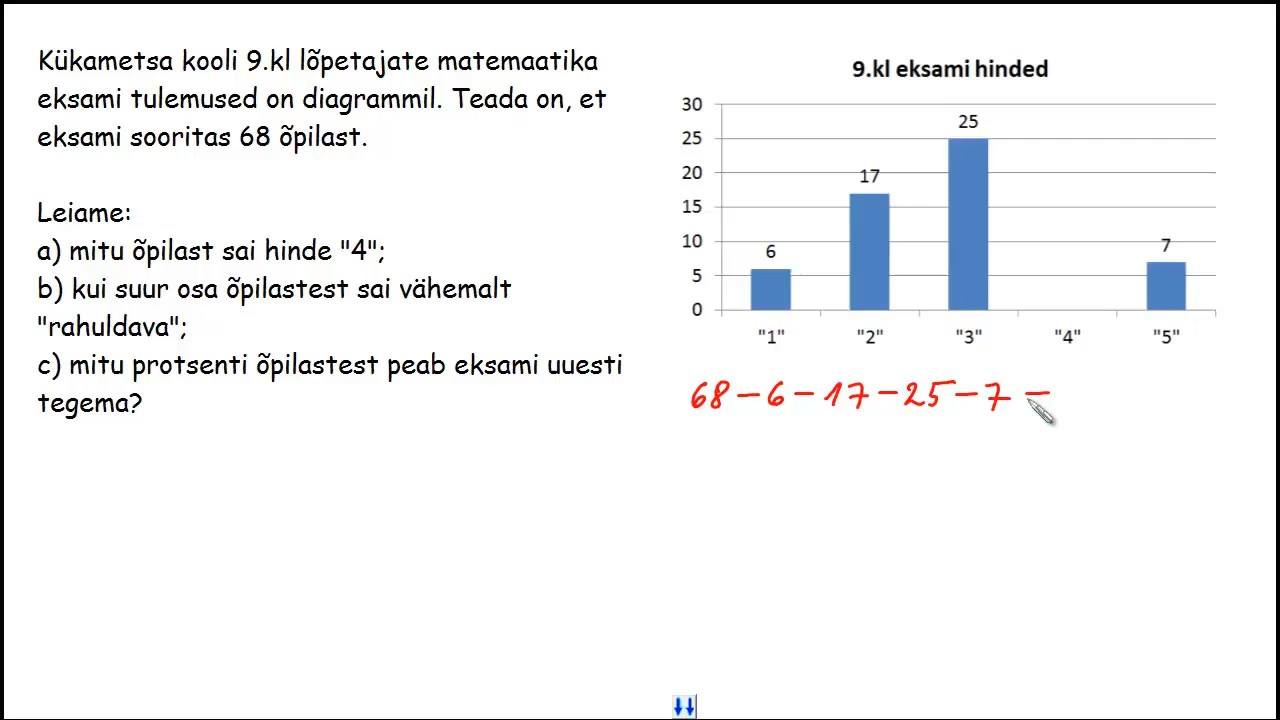 Kükametsa kooli 9.kl lõpetajate matemaatika
eksami tulemused on diagrammil. Teada on, et
eksami sooritas 68 õpilast.
Leiame:
a) mitu õpilast sai hinde "4";
b) kui suur osa õpilastest sai vähemalt
"rahuldava";
c) mitu protsenti õpilastest peab eksami uuesti
tegema?
9.kl eksami hinded
30
25
20
15
10
5
0
6
17
25
7
"1" "2" "3" "4" "5"
68 - 6 - 17 - 25 - 7 -